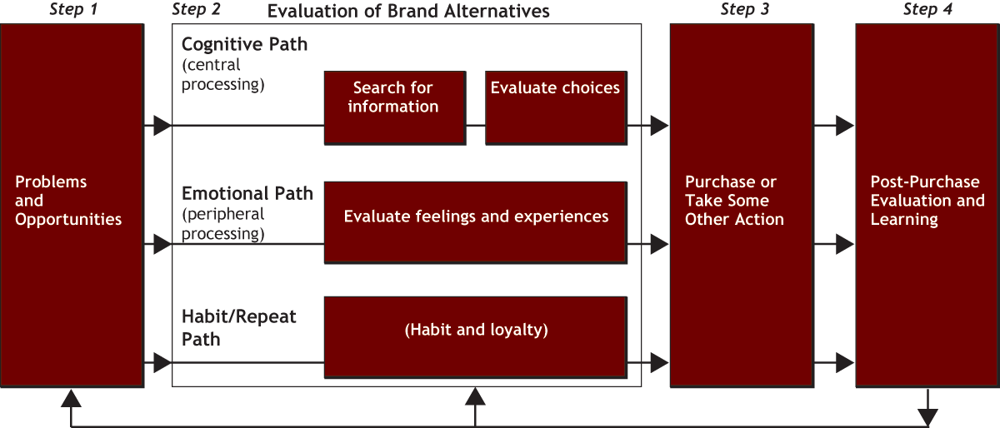 Step 1
Step 2
Evaluation of Brand Alternatives
Step 3
Step 4
Problems
and
Opportunities
Cognitive Path
(central
processing)
Search for
information
Evaluate choices
Emotional Path
(peripheral
processing)
Evaluate feelings and experiences
Habit/Repeat
Path
(Habit and loyalty)
Purchase or
Take Some
Other Action
Post-Purchase
Evaluation and
Learning